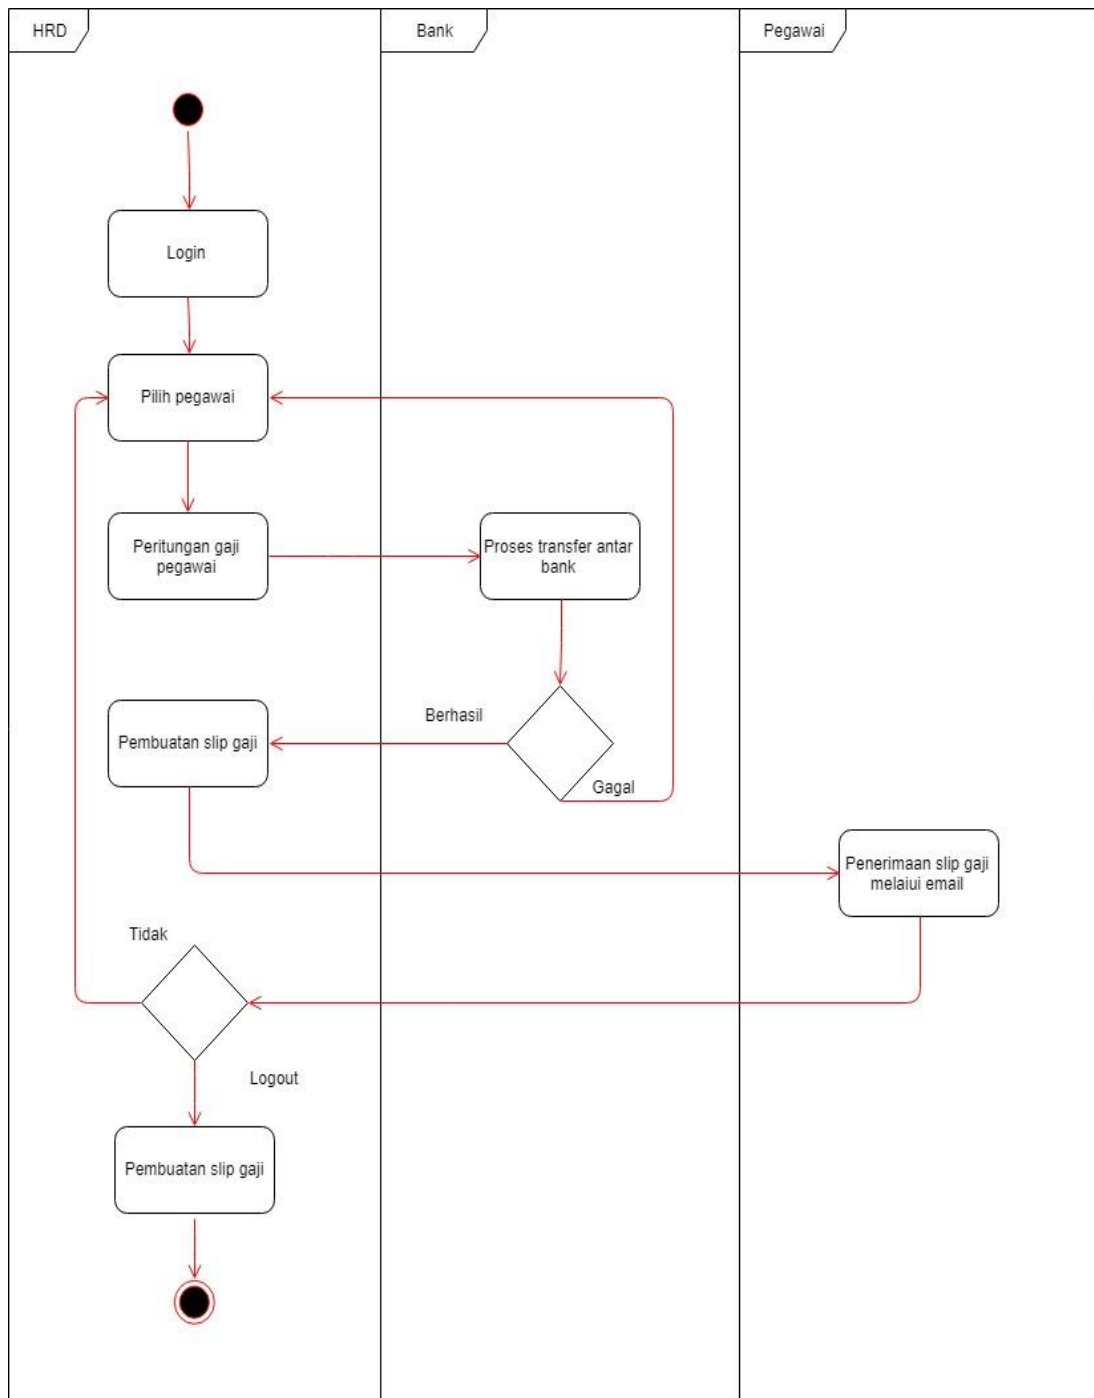 HRD
Bank
Pegawai
Login
Pilih pegawai
Peritungan gaji
pegawai
Proses transfer antar
bank
Berhasil
Pembuatan slip gaji
Gagal
Penerimaan slip gaji
melaiui email
Tidak
Logout
Pembuatan slip gaji